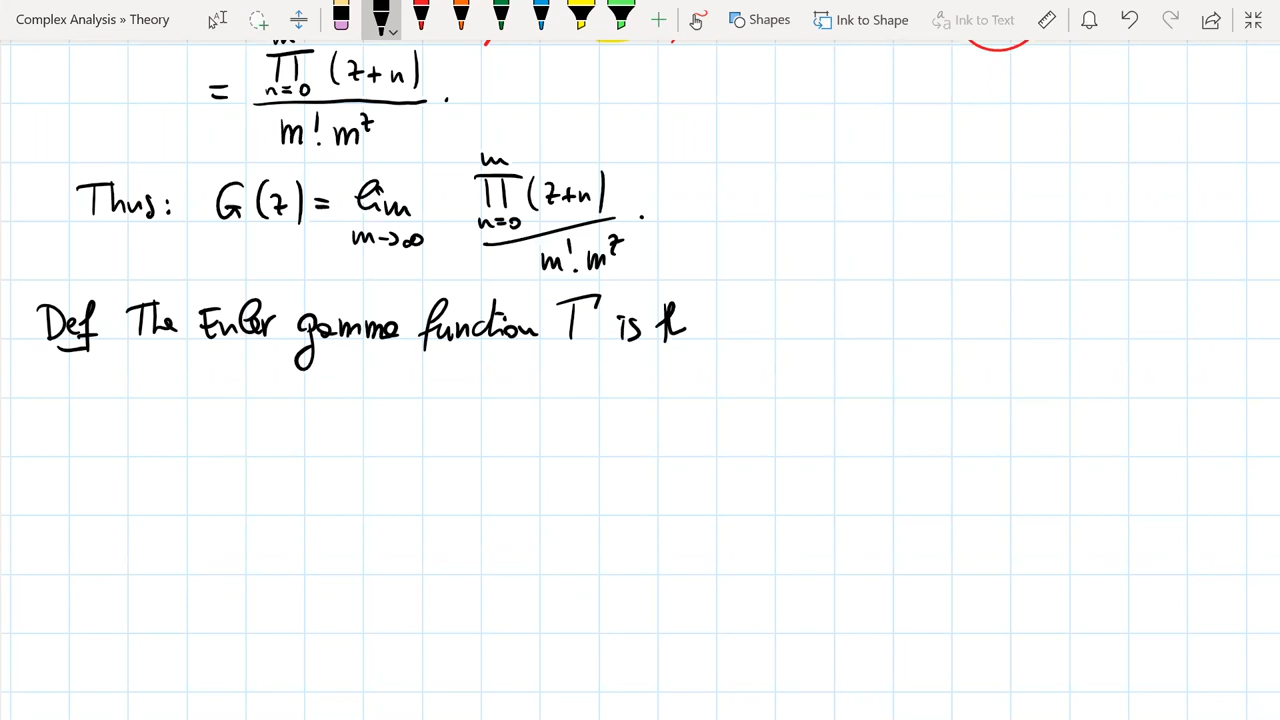 Complex Analysis » Theory Shapes Ink to Shape Ink to Text
m
= ∏ (z+n) / m! m^z .
n=0
Thus: G(z) = lim_{m→∞} ∏_{n=0}^{m} (z+n) / m! m^z .
Def The Euler gamma function Γ is